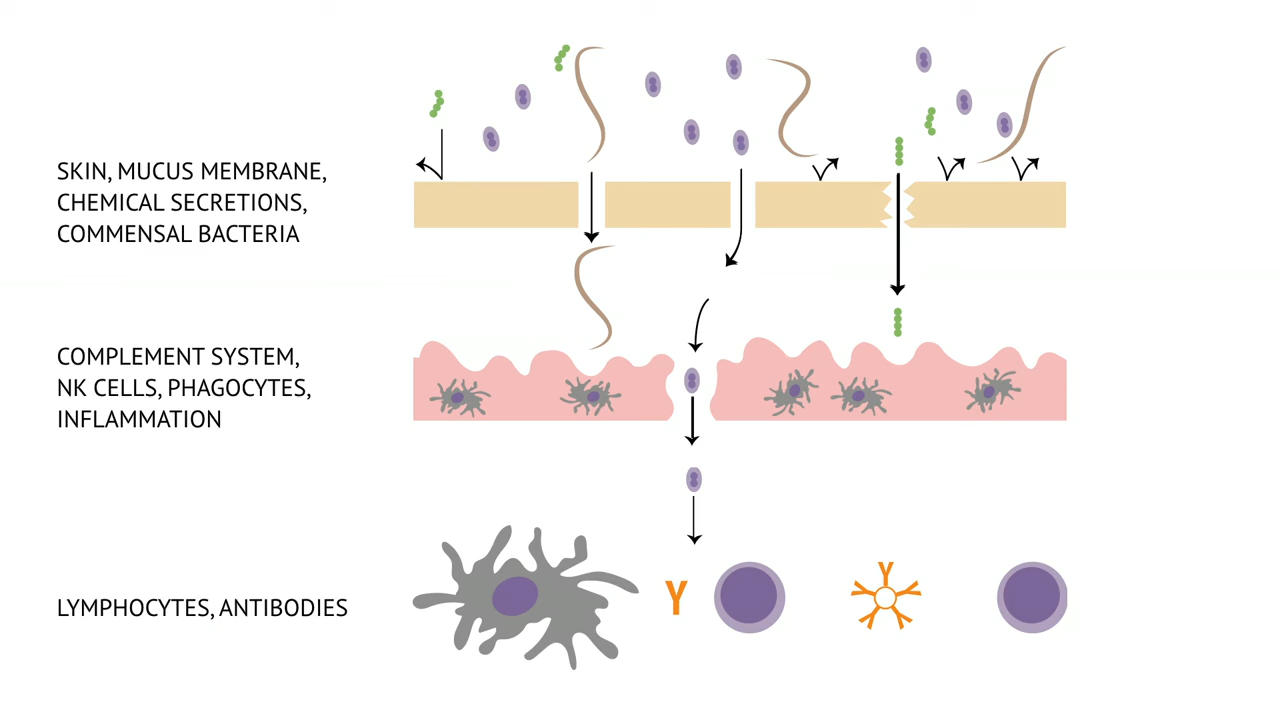 SKIN, MUCUS MEMBRANE,
CHEMICAL SECRETIONS,
COMMENSAL BACTERIA
COMPLEMENT SYSTEM,
NK CELLS, PHAGOCYTES,
INFLAMMATION
LYMPHOCYTES, ANTIBODIES